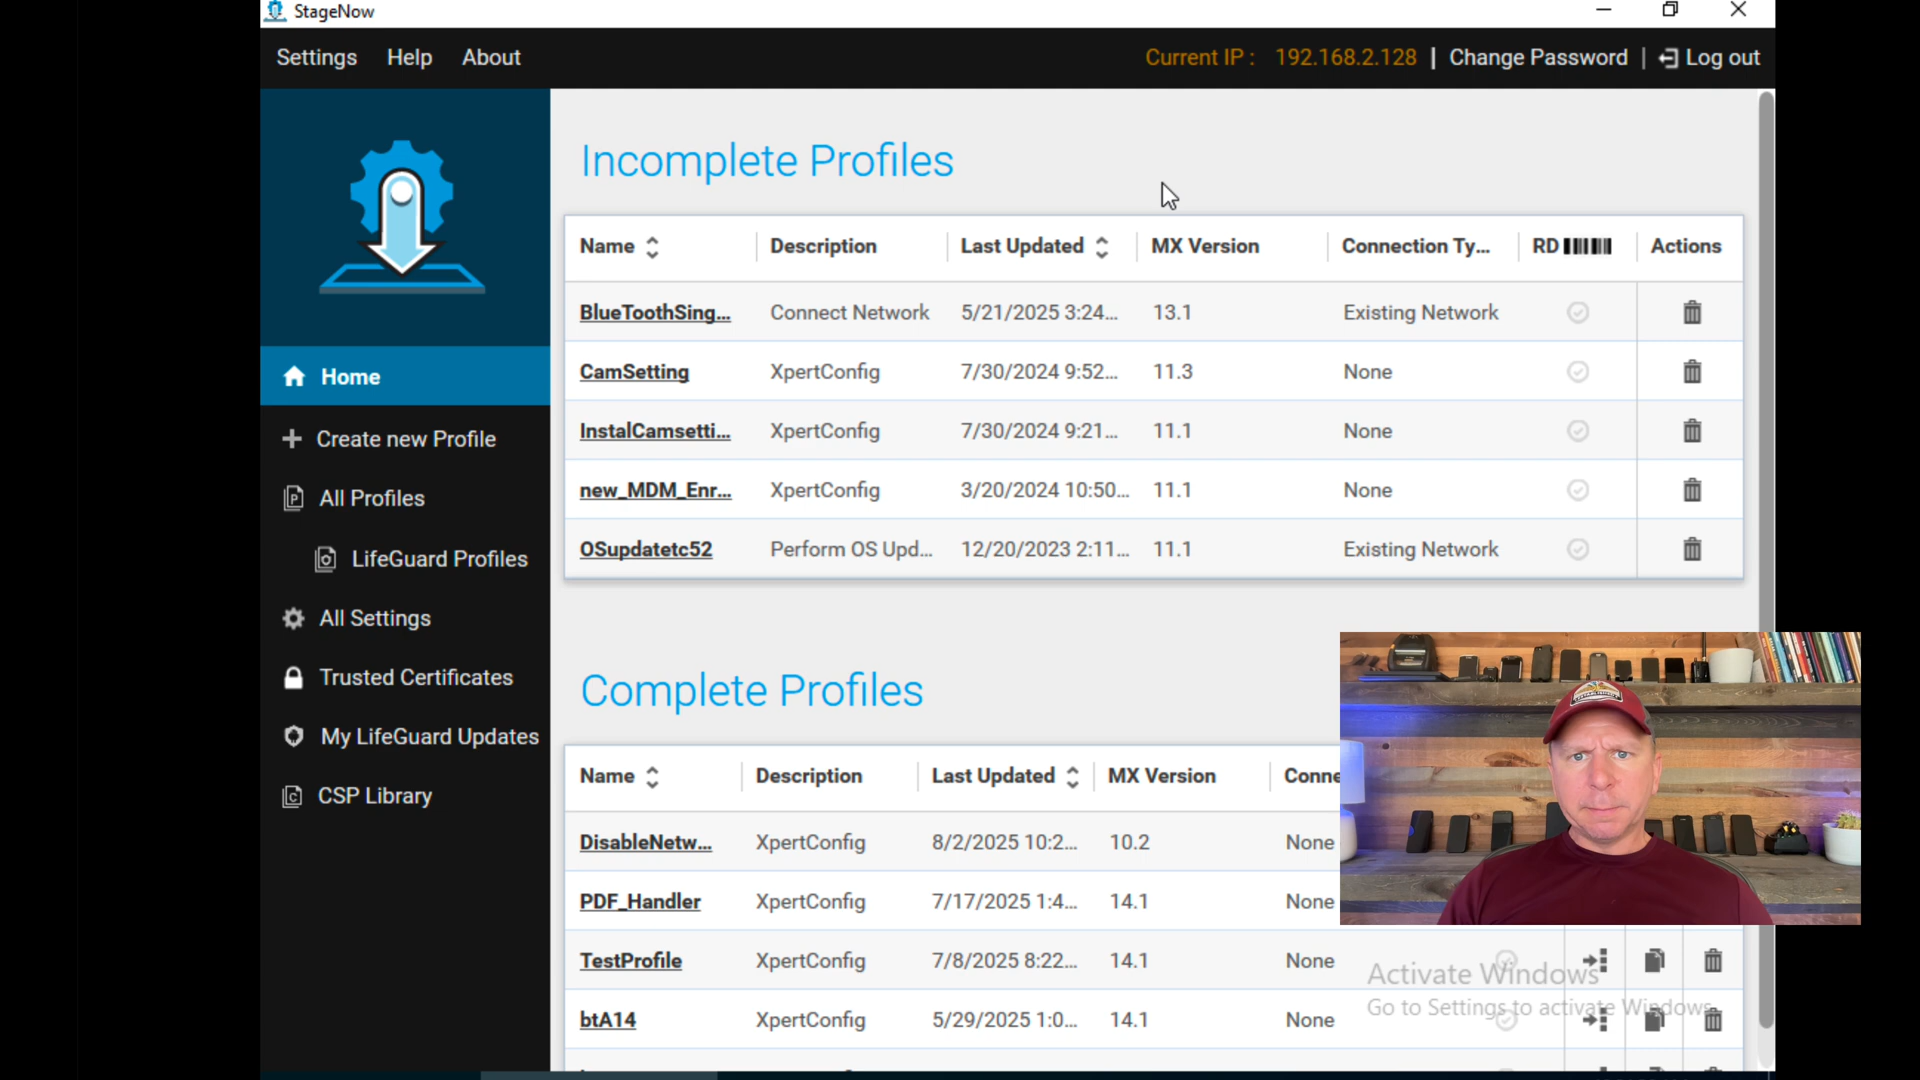 StageNow
Settings Help About Current IP : 192.168.2.128 | Change Password | Log out
Incomplete Profiles
Name Description Last Updated MX Version Connection Ty... RD Actions
BlueToothSing... Connect Network 5/21/2025 3:24... 13.1 Existing Network
CamSetting XpertConfig 7/30/2024 9:52... 11.3 None
InstalCamsetti... XpertConfig 7/30/2024 9:21... 11.1 None
new_MDM_Enr... XpertConfig 3/20/2024 10:50... 11.1 None
OSupdatetc52 Perform OS Upd... 12/20/2023 2:11... 11.1 Existing Network
Home
Create new Profile
All Profiles
LifeGuard Profiles
All Settings
Trusted Certificates
My LifeGuard Updates
CSP Library
Complete Profiles
Name Description Last Updated MX Version Conne
DisableNetw... XpertConfig 8/2/2025 10:2... 10.2 None
PDF_Handler XpertConfig 7/17/2025 1:4... 14.1 None
TestProfile XpertConfig 7/8/2025 8:22... 14.1 None
btA14 XpertConfig 5/29/2025 1:0... 14.1 None
Activate Windows
Go to Settings to activate Windows.